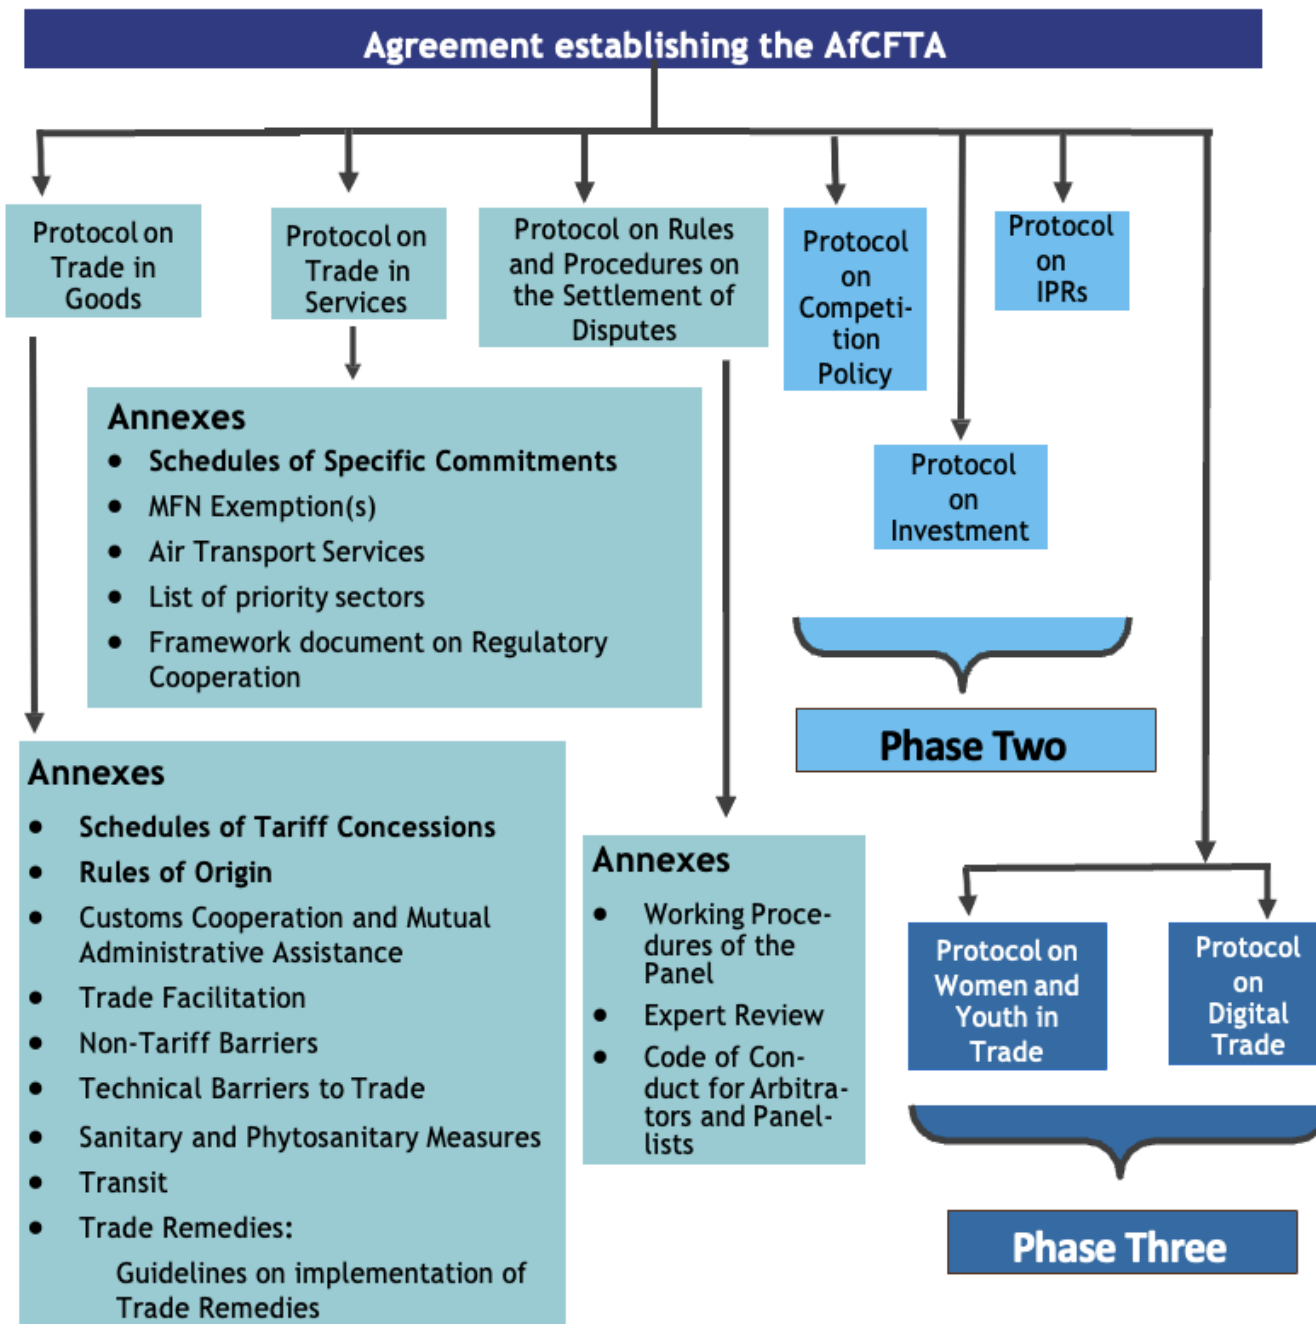 Agreement establishing the AfCFTA
Protocol on
Trade in
Goods
Protocol on
Trade in
Services
Protocol on Rules
and Procedures on
the Settlement of
Disputes
Protocol
on
Competi-
tion
Policy
Protocol
on
IPRs
Protocol
on
Investment
Annexes
• Schedules of Specific Commitments
• MFN Exemption(s)
• Air Transport Services
• List of priority sectors
• Framework document on Regulatory
Cooperation
Phase Two
Annexes
• Schedules of Tariff Concessions
• Rules of Origin
• Customs Cooperation and Mutual
Administrative Assistance
• Trade Facilitation
• Non-Tariff Barriers
• Technical Barriers to Trade
• Sanitary and Phytosanitary Measures
• Transit
• Trade Remedies:
Guidelines on implementation of
Trade Remedies
Annexes
• Working Proce-
dures of the
Panel
• Expert Review
• Code of Con-
duct for Arbitra-
tors and Panel-
lists
Protocol on
Women and
Youth in
Trade
Protocol
on
Digital
Trade
Phase Three